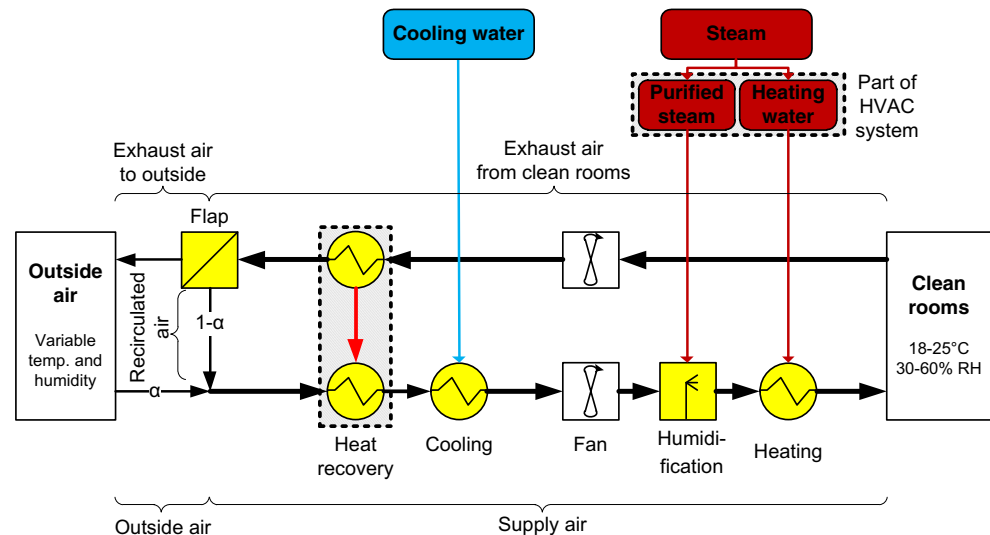 Cooling water
Steam
Purified
steam
Heating
water
Part of
HVAC
system
Exhaust air
to outside
Exhaust air
from clean rooms
Flap
Outside
air
Variable
temp. and
humidity
Recirculated
air
1-α
α
Clean
rooms
18-25°C
30-60% RH
Heat
recovery
Cooling
Fan
Humidi-
fication
Heating
Outside air
Supply air